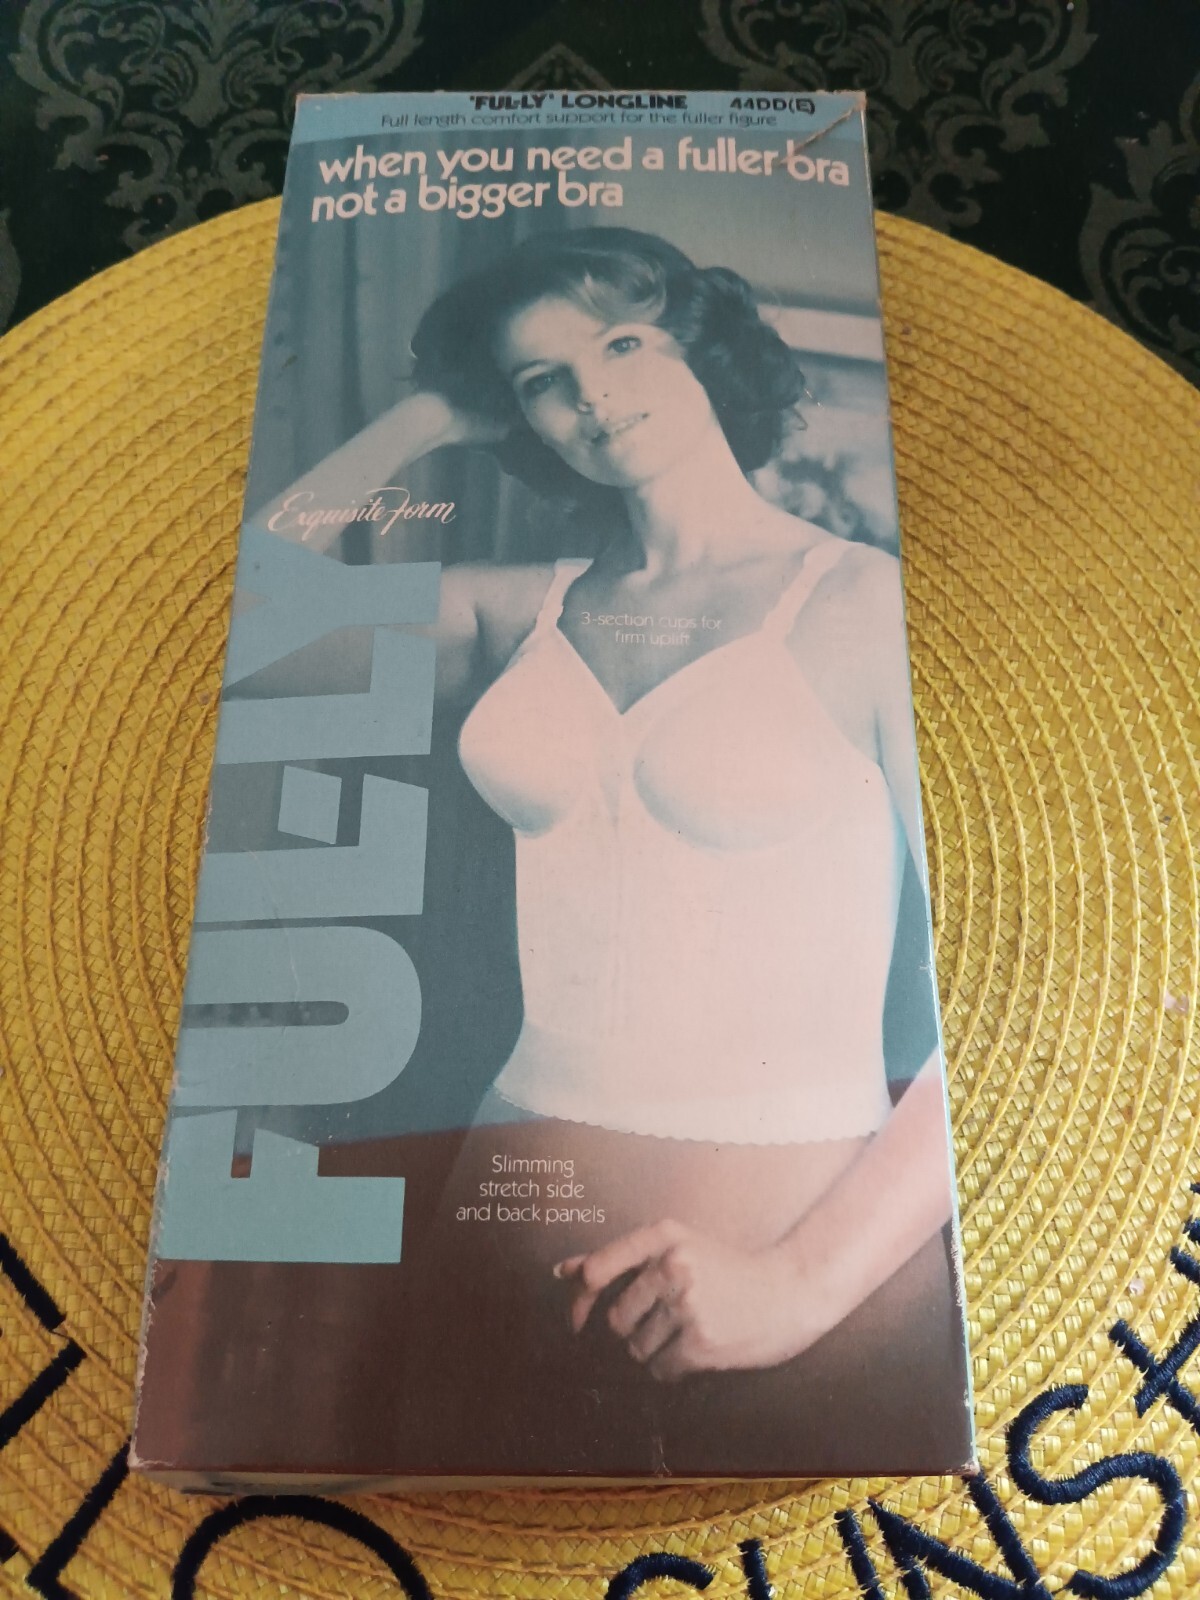 'FUL-LY' LONGLINE 44DD(E)
Full length comfort support for the fuller figure
when you need a fuller bra
not a bigger bra
Exquisite Form
FUL-LY
3-section cups for
firm uplift
Slimming
stretch side
and back panels
SUNSH